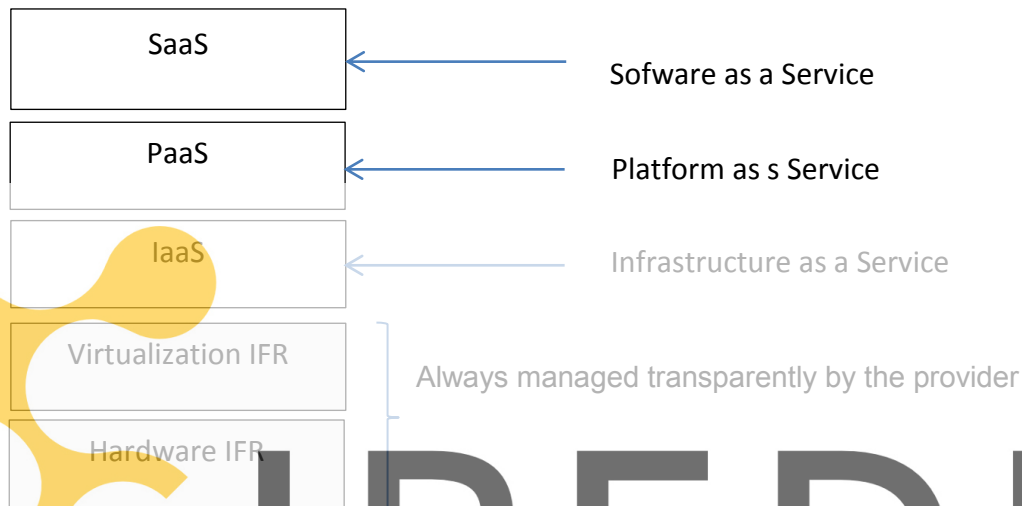 SaaS
Sofware as a Service
PaaS
Platform as s Service
IaaS
Infrastructure as a Service
Virtualization IFR
Always managed transparently by the provider
Hardware IFR